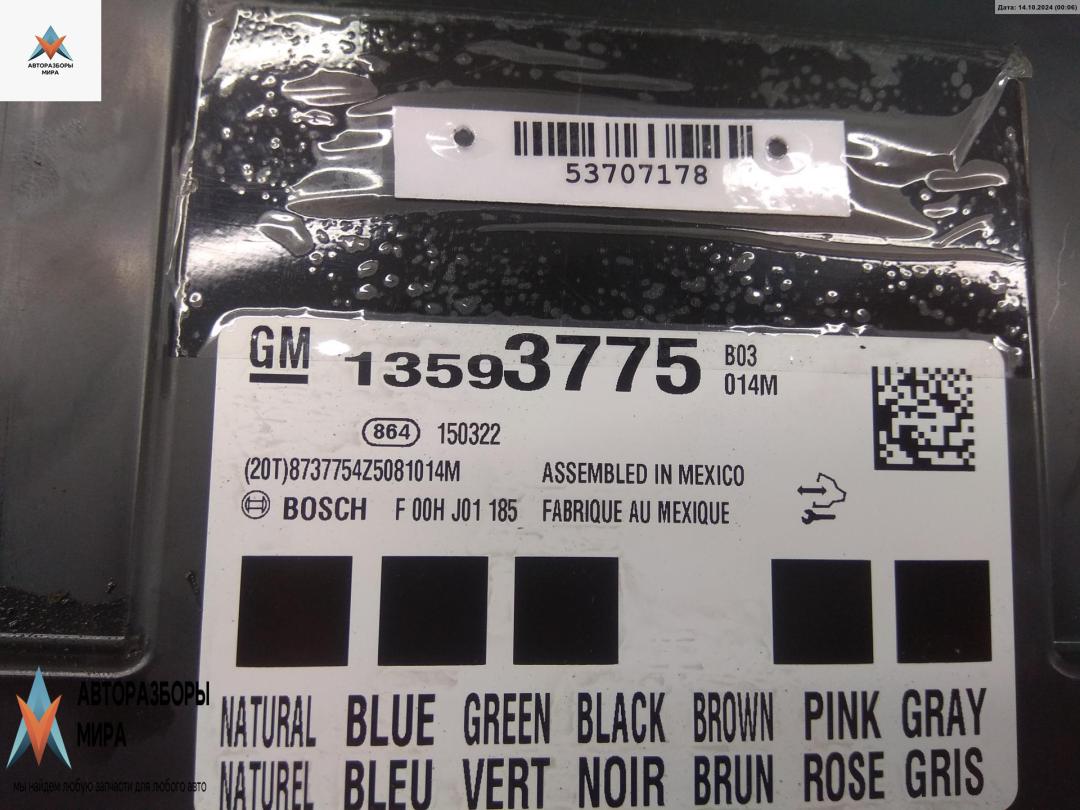 Дата: 14.10.2024 (00:06)
АВТОРАЗБОРЫ
МИРА
53707178
GM 13593775 B03
014M
864 150322
(20T)8737754Z5081014M ASSEMBLED IN MEXICO
BOSCH F 00H J01 185 FABRIQUE AU MEXIQUE
NATURAL BLUE GREEN BLACK BROWN PINK GRAY
NATUREL BLEU VERT NOIR BRUN ROSE GRIS
АВТОРАЗБОРЫ
МИРА
мы найдем любую запчасти для любого авто